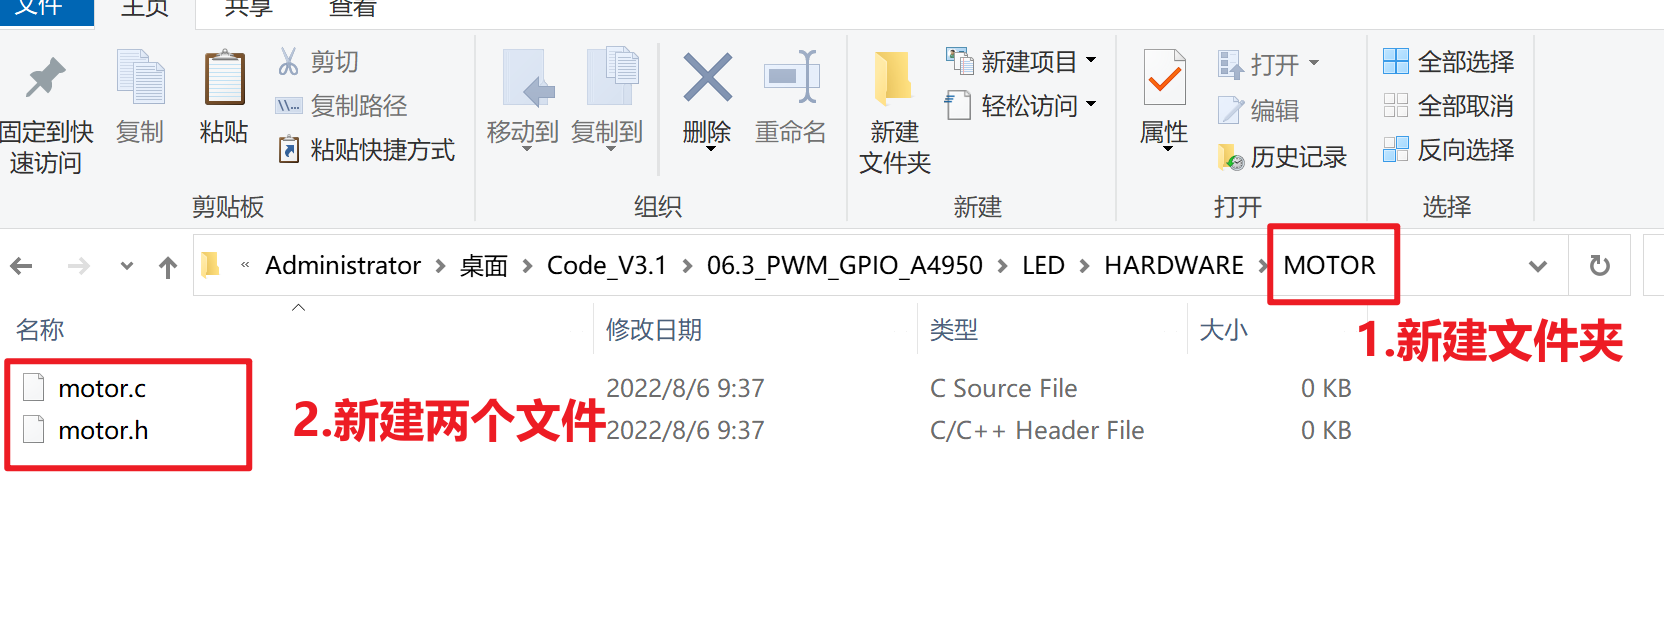 文件 主页 共享 查看
固定到快速访问
复制
粘贴
剪切
复制路径
粘贴快捷方式
剪贴板
移动到
复制到
删除
重命名
组织
新建文件夹
新建项目
轻松访问
新建
属性
打开
编辑
历史记录
打开
全部选择
全部取消
反向选择
选择
« Administrator > 桌面 > Code_V3.1 > 06.3_PWM_GPIO_A4950 > LED > HARDWARE > MOTOR
1.新建文件夹
名称 修改日期 类型 大小
motor.c 2022/8/6 9:37 C Source File 0 KB
motor.h 2022/8/6 9:37 C/C++ Header File 0 KB
2.新建两个文件